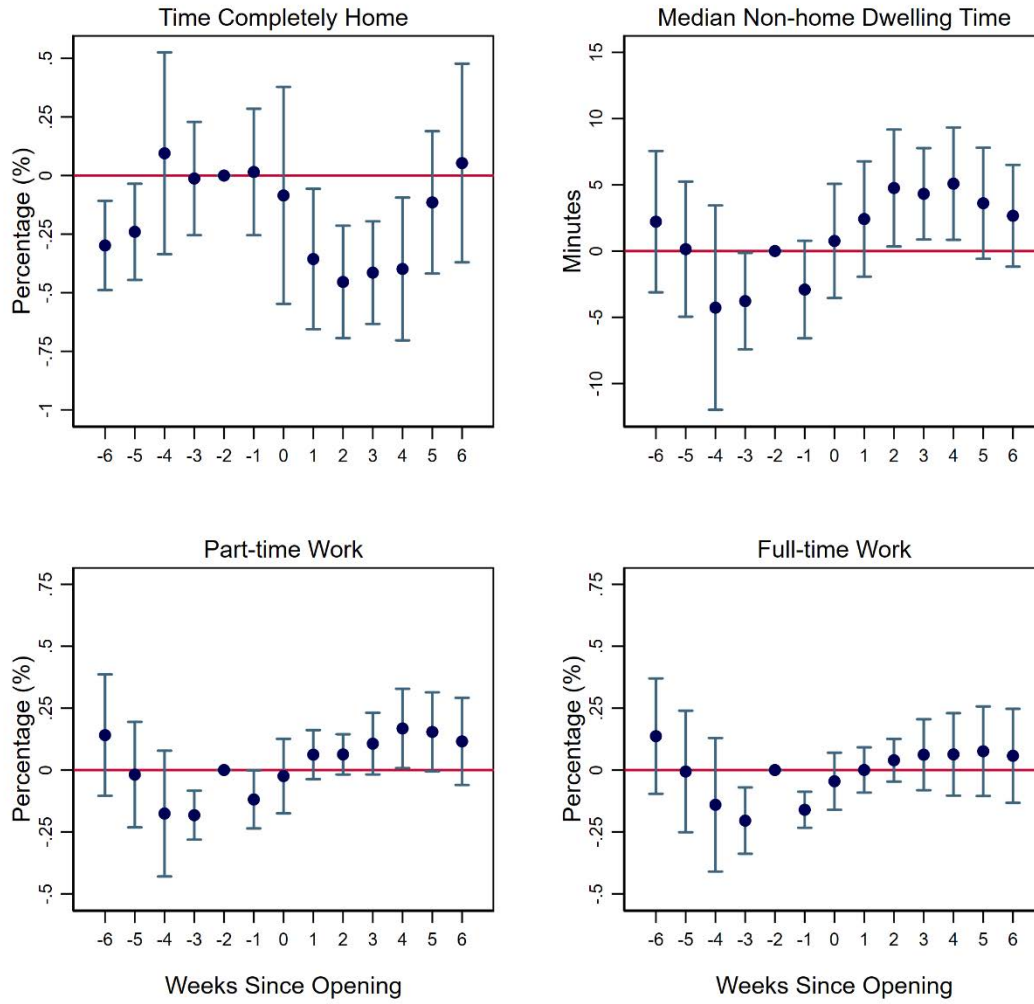 Time Completely Home
Percentage (%)
.5
.25
0
-.25
-.5
-.75
-1
-6 -5 -4 -3 -2 -1 0 1 2 3 4 5 6
Median Non-home Dwelling Time
Minutes
15
10
5
0
-5
-10
-6 -5 -4 -3 -2 -1 0 1 2 3 4 5 6
Part-time Work
Percentage (%)
.75
.5
.25
0
-.25
-.5
-6 -5 -4 -3 -2 -1 0 1 2 3 4 5 6
Weeks Since Opening
Full-time Work
Percentage (%)
.75
.5
.25
0
-.25
-.5
-6 -5 -4 -3 -2 -1 0 1 2 3 4 5 6
Weeks Since Opening